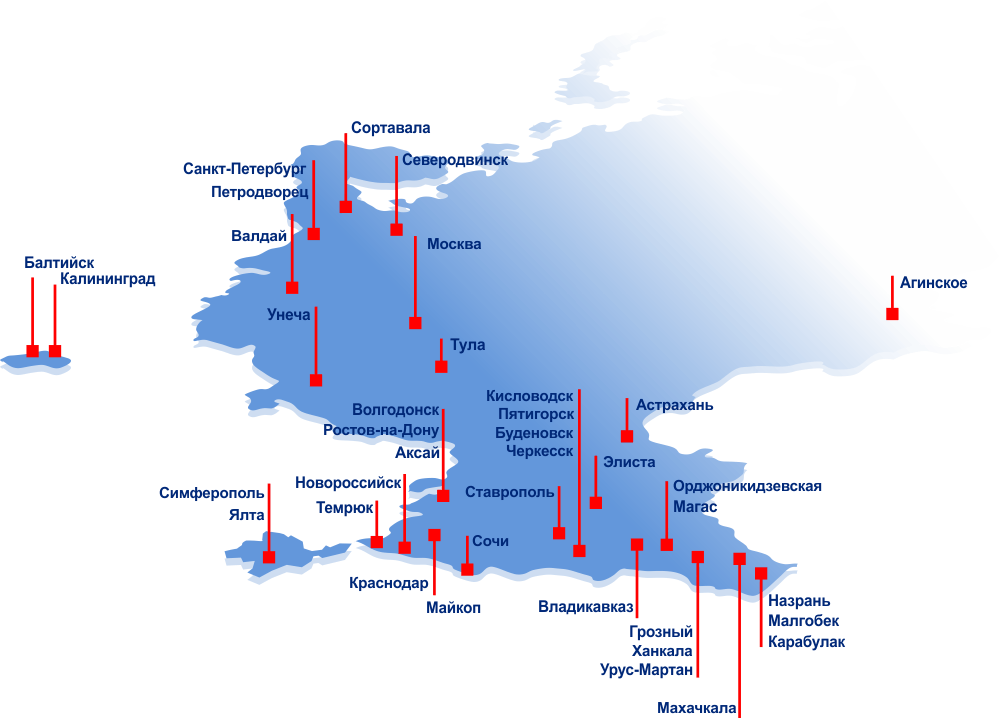 Сортавала
Северодвинск
Санкт-Петербург
Петродворец
Валдай
Москва
Балтийск
Калининград
Агинское
Унеча
Тула
Кисловодск
Пятигорск
Буденовск
Черкесск
Астрахань
Волгодонск
Ростов-на-Дону
Аксай
Элиста
Новороссийск
Темрюк
Ставрополь
Орджоникидзевская
Магас
Симферополь
Ялта
Сочи
Краснодар
Майкоп
Владикавказ
Назрань
Малгобек
Карабулак
Грозный
Ханкала
Урус-Мартан
Махачкала